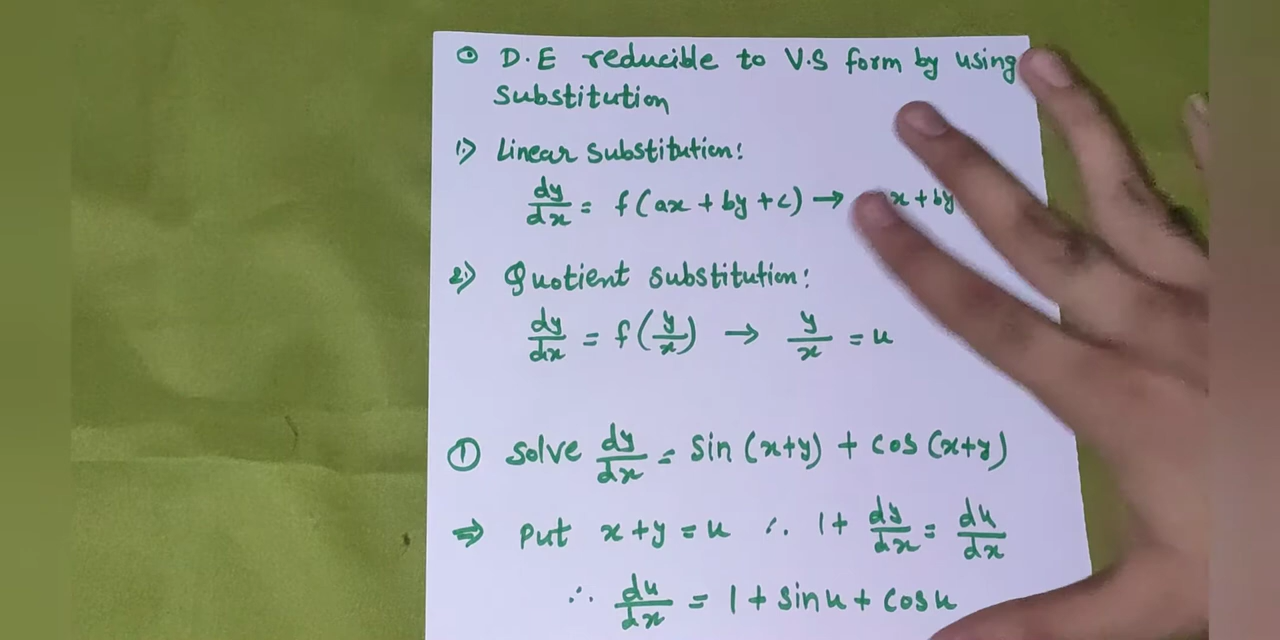 ⊙ D.E reducible to V.S form by using
Substitution
1.) Linear substitution:
dy/dx = f(ax + by + c) → x + by
2.) Quotient substitution:
dy/dx = f(y/x) → y/x = u
① Solve dy/dx = sin (x+y) + cos (x+y)
⇒ Put x+y = u ∴ 1 + dy/dx = du/dx
∴ du/dx = 1 + sin u + cos u